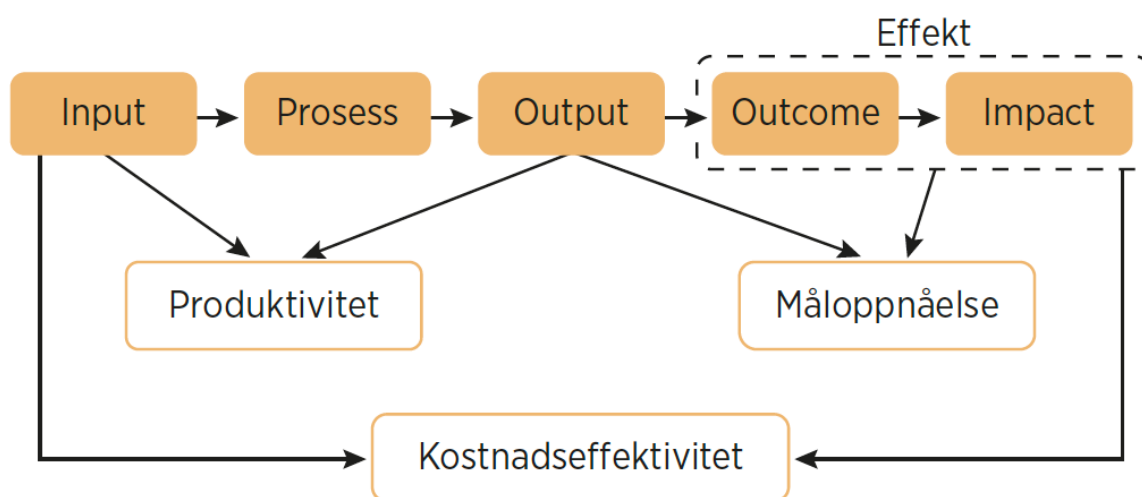 Effekt
Input
Prosess
Output
Outcome
Impact
Produktivitet
Måloppnåelse
Kostnadseffektivitet